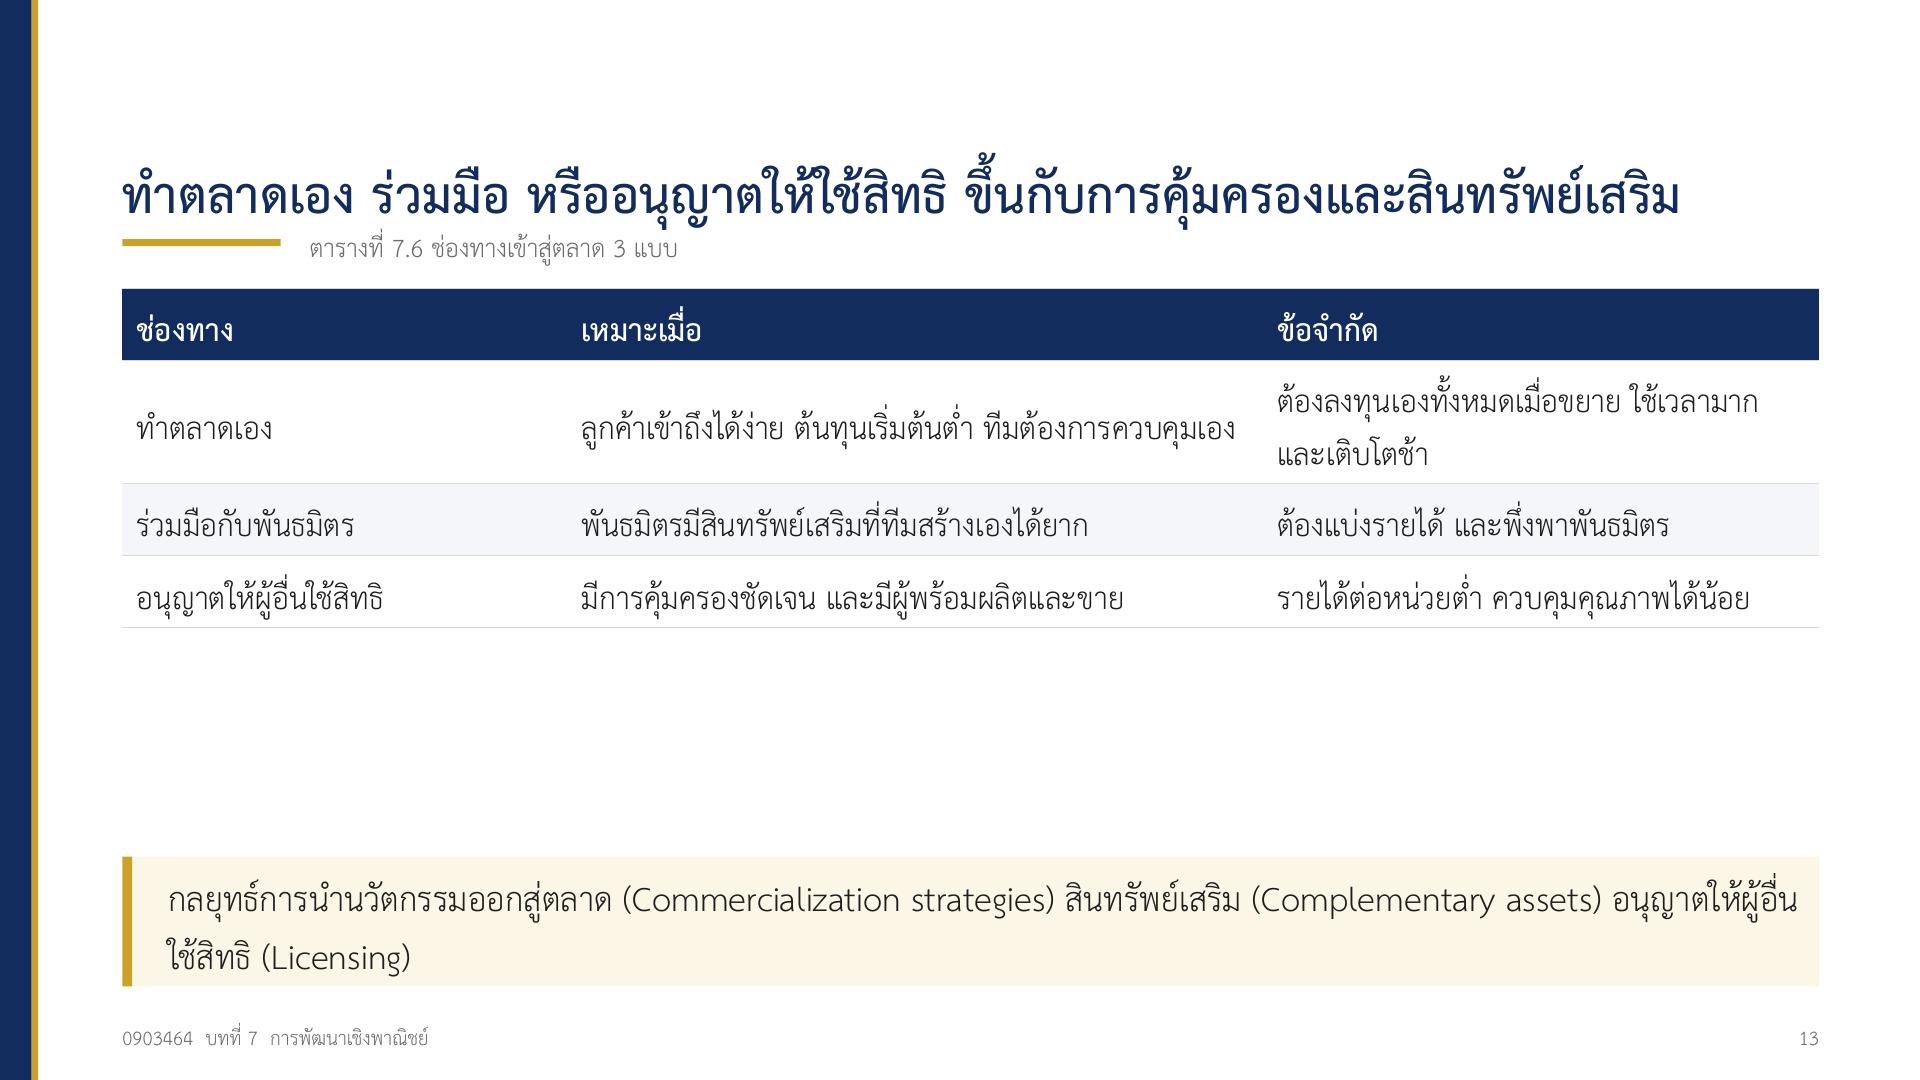 ทำตลาดเอง ร่วมมือ หรืออนุญาตให้ใช้สิทธิ ขึ้นกับการคุ้มครองและสินทรัพย์เสริม
ตารางที่ 7.6 ช่องทางเข้าสู่ตลาด 3 แบบ
ช่องทาง เหมาะเมื่อ ข้อจำกัด
ทำตลาดเอง ลูกค้าเข้าถึงได้ง่าย ต้นทุนเริ่มต้นต่ำ ทีมต้องการควบคุมเอง ต้องลงทุนเองทั้งหมดเมื่อขยาย ใช้เวลามาก
และเติบโตช้า
ร่วมมือกับพันธมิตร พันธมิตรมีสินทรัพย์เสริมที่ทีมสร้างเองได้ยาก ต้องแบ่งรายได้ และพึ่งพาพันธมิตร
อนุญาตให้ผู้อื่นใช้สิทธิ มีการคุ้มครองชัดเจน และมีผู้พร้อมผลิตและขาย รายได้ต่อหน่วยต่ำ ควบคุมคุณภาพได้น้อย
กลยุทธ์การนำนวัตกรรมออกสู่ตลาด (Commercialization strategies) สินทรัพย์เสริม (Complementary assets) อนุญาตให้ผู้อื่น
ใช้สิทธิ (Licensing)
0903464 บทที่ 7 การพัฒนาเชิงพาณิชย์ 13